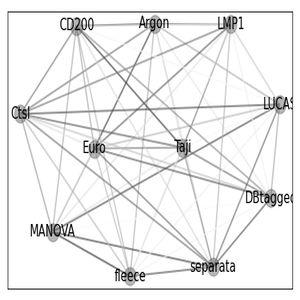 CD200
Argon
LMP1
Ctsl
LUCAS
Euro
Taji
DBtagged
MANOVA
fleece
separata